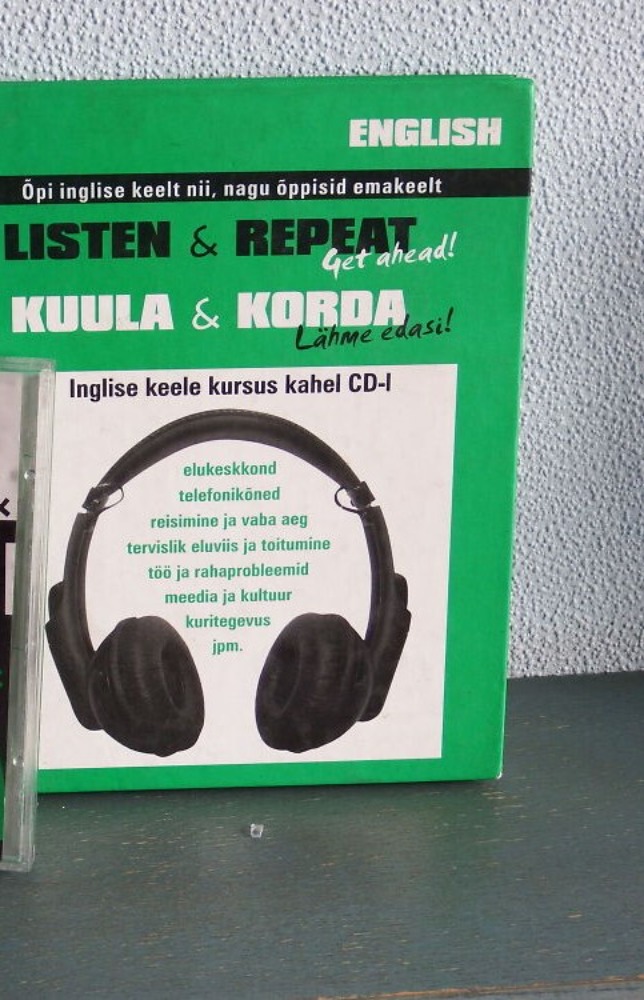 ENGLISH
Õpi inglise keelt nii, nagu õppisid emakeelt
LISTEN & REPEAT
Get ahead!
KUULA & KORDA
Lähme edasi!
Inglise keele kursus kahel CD-l
elukeskkond
telefonikõned
reisimine ja vaba aeg
tervislik eluviis ja toitumine
töö ja rahaprobleemid
meedia ja kultuur
kuritegevus
jpm.